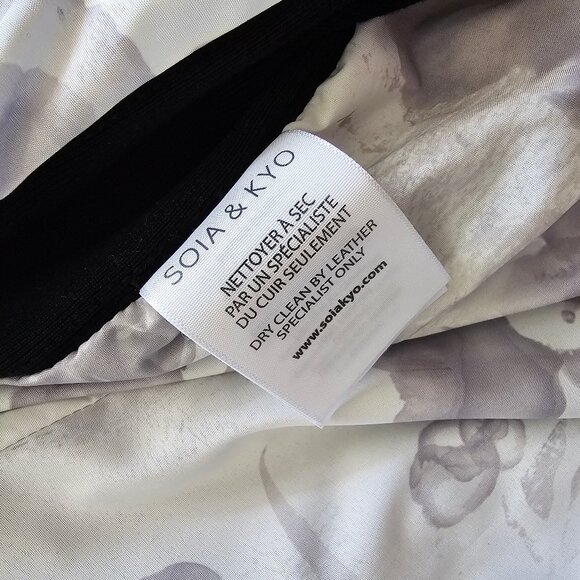 SOIA & KYO
NETTOYER À SEC
PAR UN SPÉCIALISTE
DU CUIR SEULEMENT
DRY CLEAN BY LEATHER
SPECIALIST ONLY
www.soiakyo.com